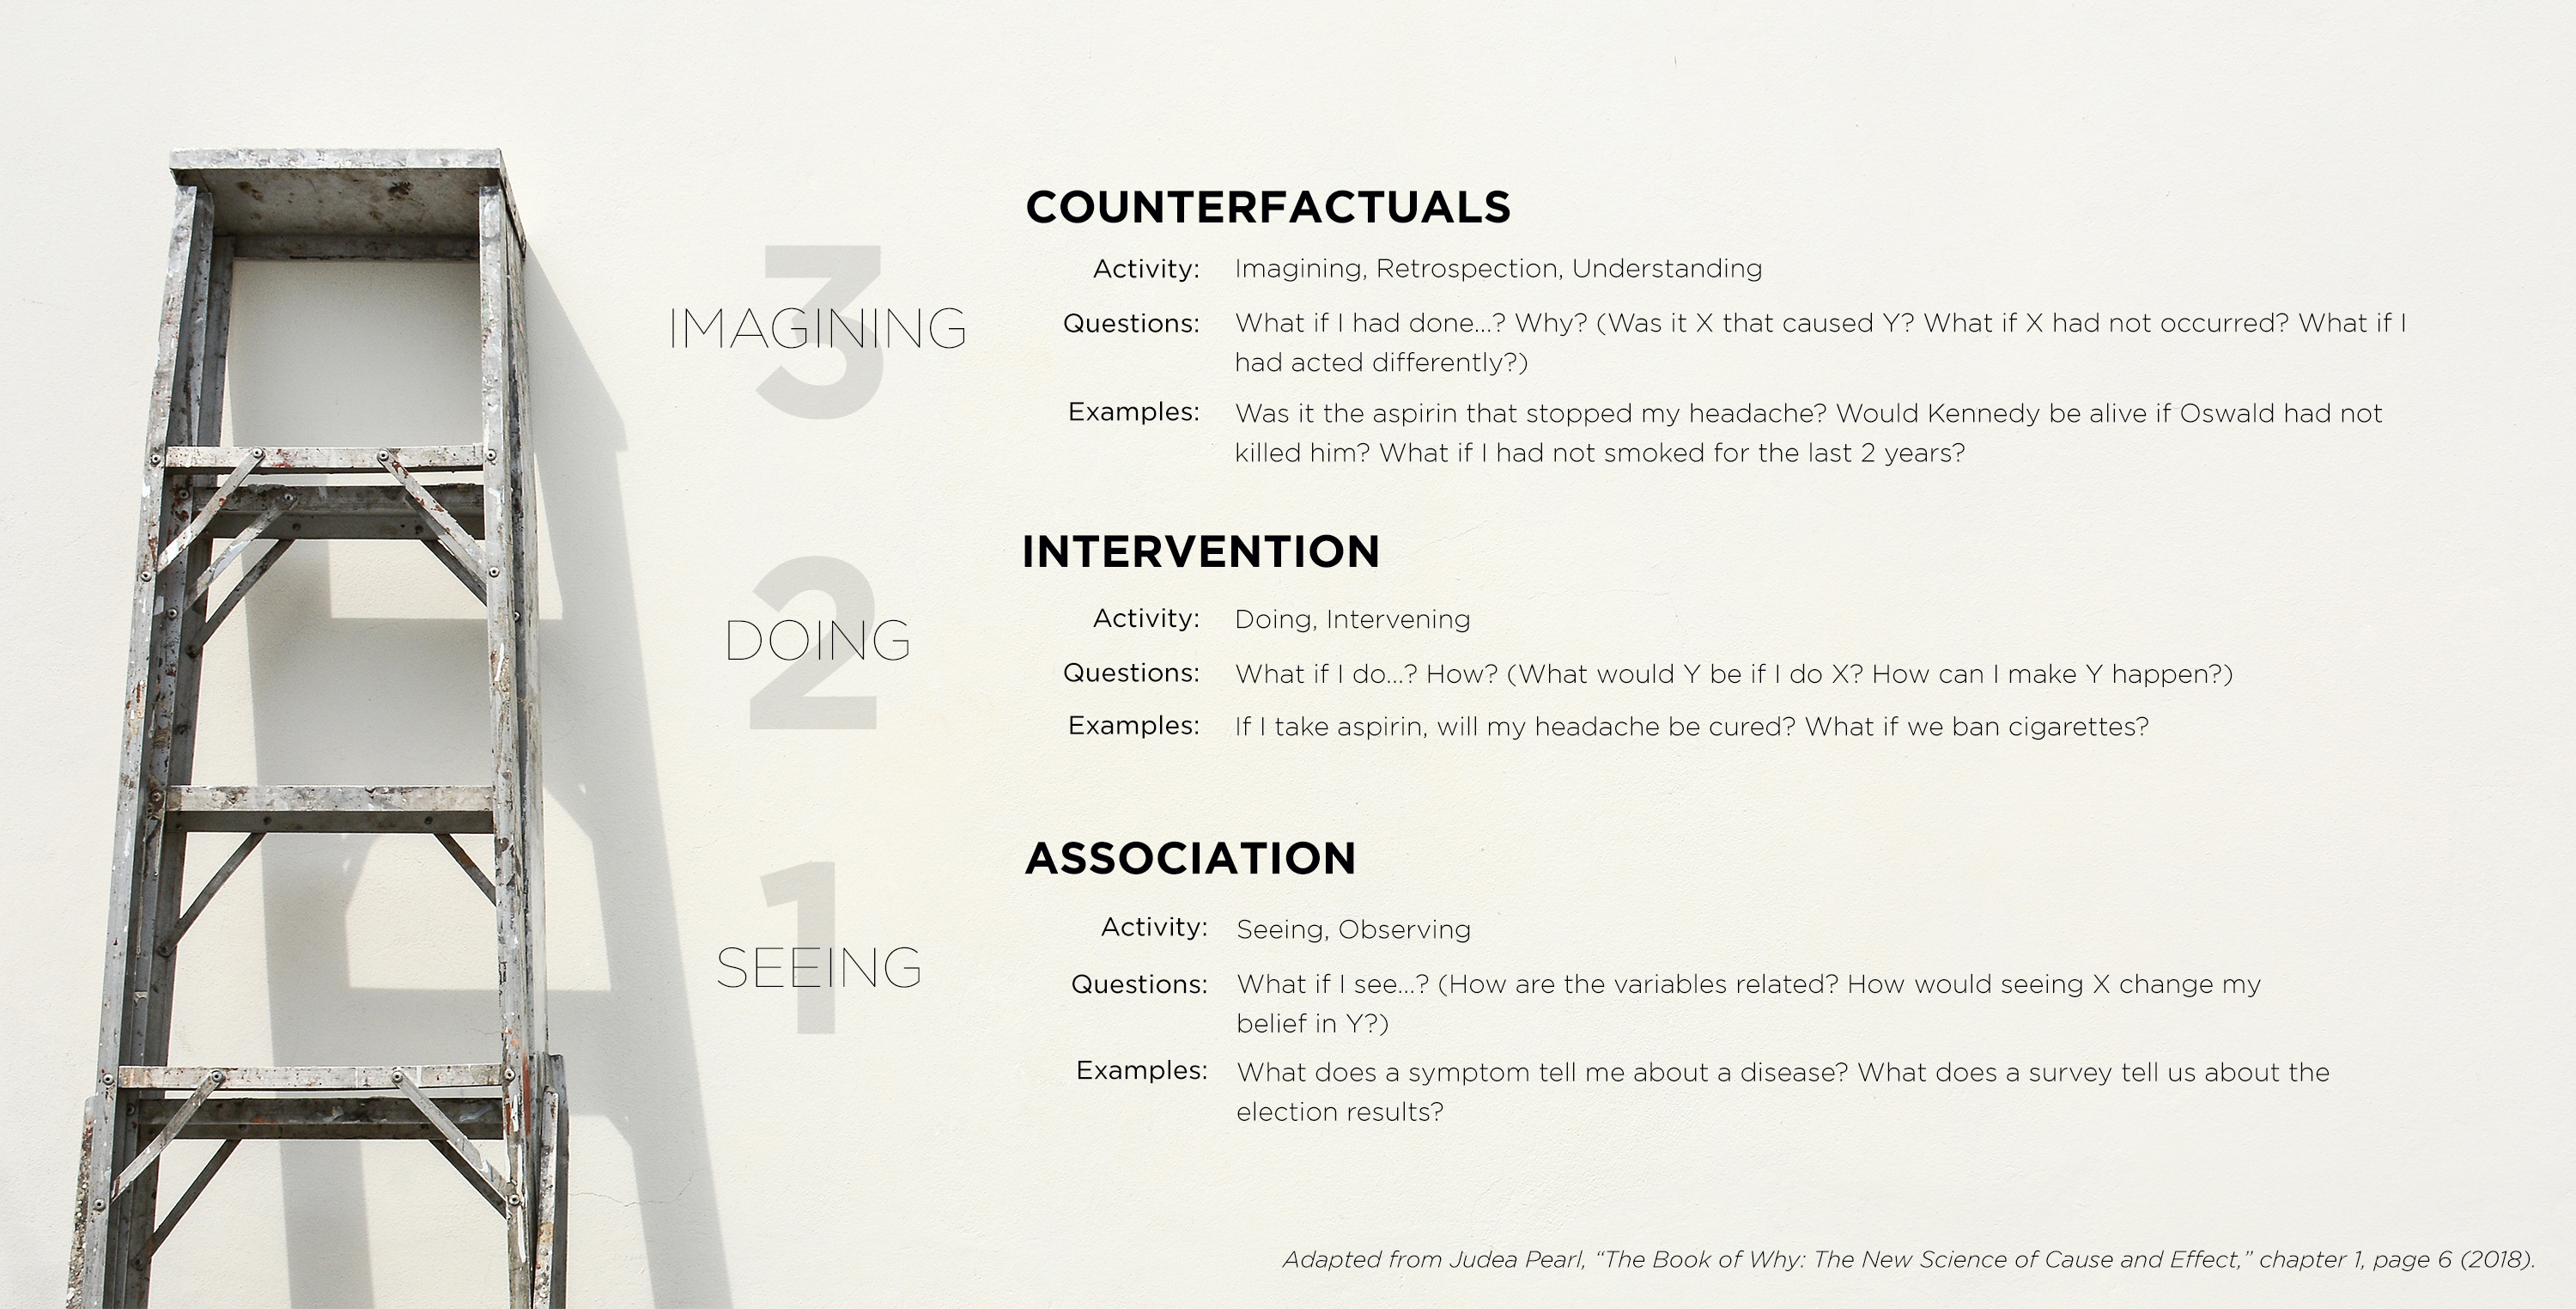 COUNTERFACTUALS
3
IMAGINING
Activity: Imagining, Retrospection, Understanding
Questions: What if I had done...? Why? (Was it X that caused Y? What if X had not occurred? What if I
had acted differently?)
Examples: Was it the aspirin that stopped my headache? Would Kennedy be alive if Oswald had not
killed him? What if I had not smoked for the last 2 years?
INTERVENTION
2
DOING
Activity: Doing, Intervening
Questions: What if I do...? How? (What would Y be if I do X? How can I make Y happen?)
Examples: If I take aspirin, will my headache be cured? What if we ban cigarettes?
ASSOCIATION
1
SEEING
Activity: Seeing, Observing
Questions: What if I see...? (How are the variables related? How would seeing X change my
belief in Y?)
Examples: What does a symptom tell me about a disease? What does a survey tell us about the
election results?
Adapted from Judea Pearl, “The Book of Why: The New Science of Cause and Effect,” chapter 1, page 6 (2018).